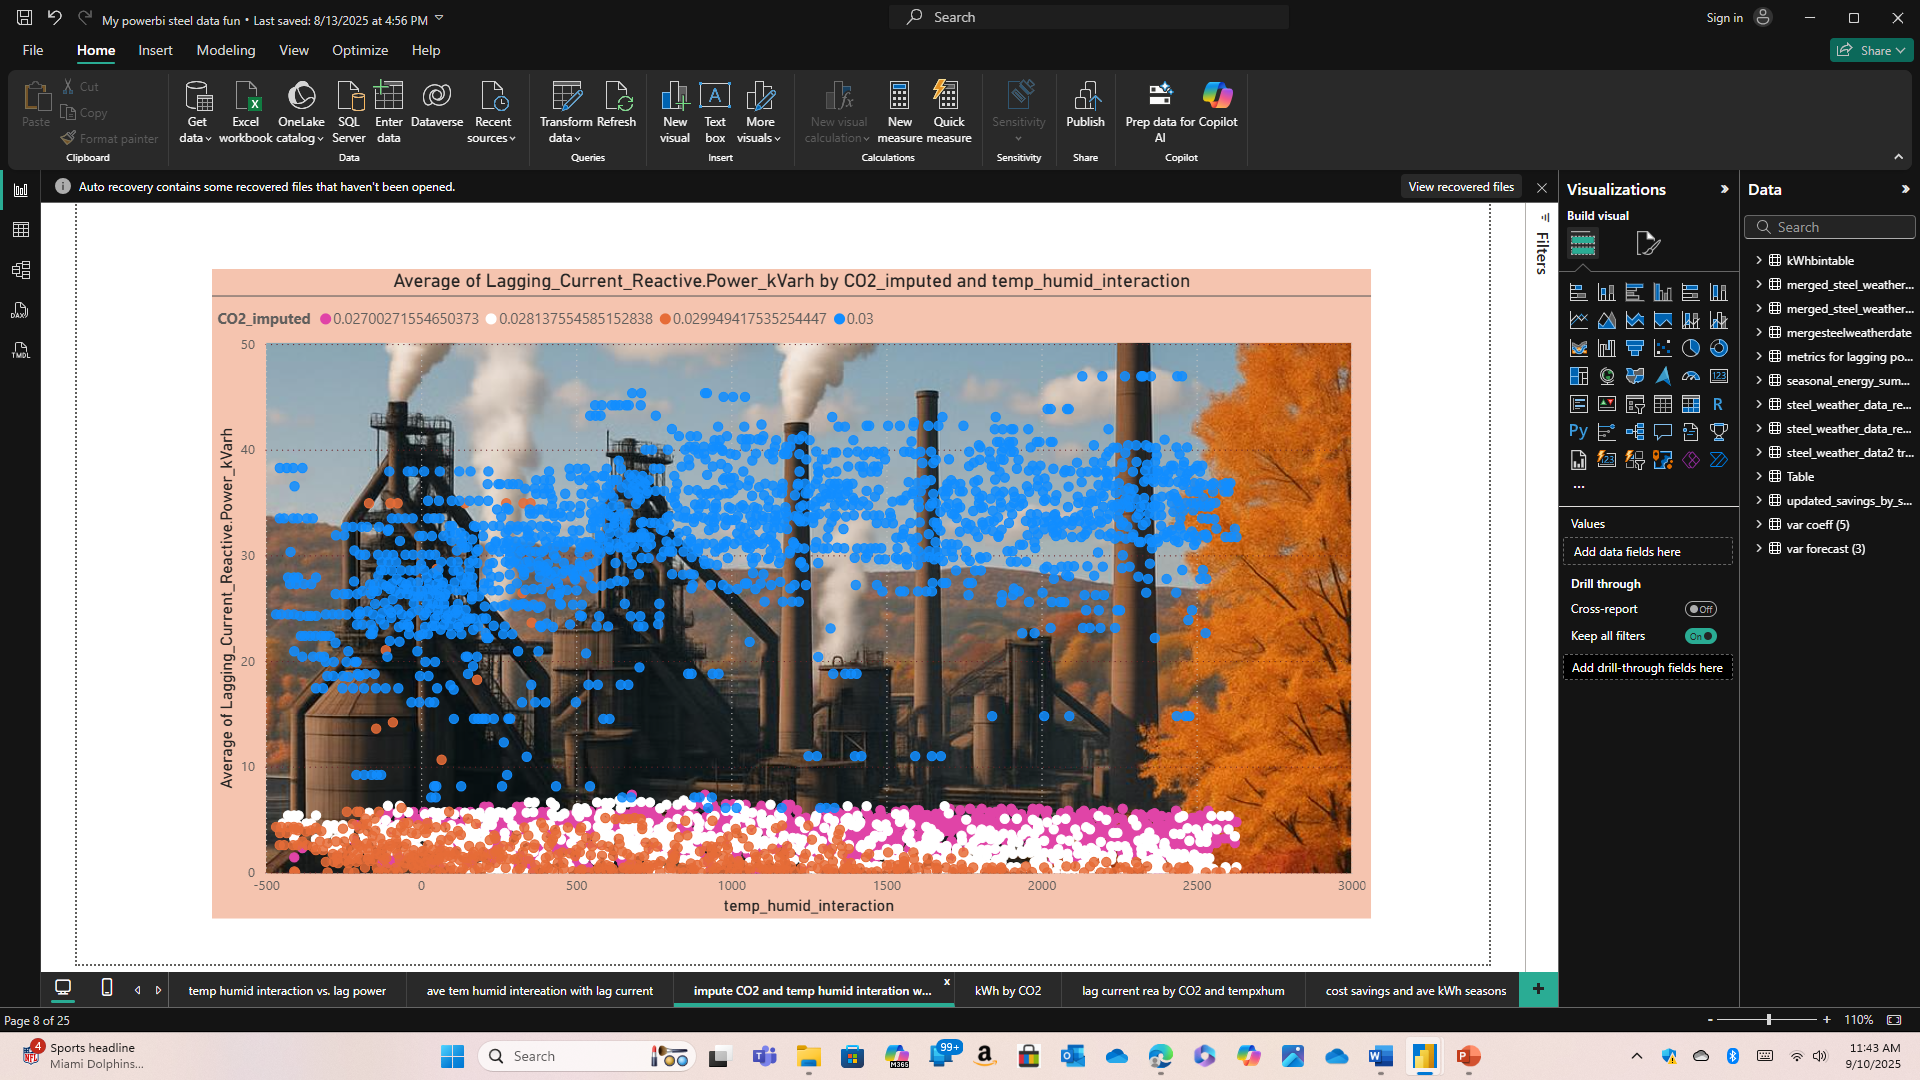 My powerbi steel data fun • Last saved: 8/13/2025 at 4:56 PM
Search
Sign in
File
Home
Insert
Modeling
View
Optimize
Help
Share
Paste
Cut
Copy
Format painter
Clipboard
Get data
Excel workbook
OneLake catalog
SQL Server
Enter data
Dataverse
Recent sources
Data
Transform data
Refresh
Queries
New visual
Text box
More visuals
Insert
New visual calculation
New measure
Quick measure
Calculations
Sensitivity
Sensitivity
Publish
Share
Prep data for AI
Copilot
Copilot
Auto recovery contains some recovered files that haven't been opened.
View recovered files
DAX
TMDL
Average of Lagging_Current_Reactive.Power_kVarh by CO2_imputed and temp_humid_interaction
CO2_imputed
0.02700271554650373
0.028137554585152838
0.029949417535254447
0.03
Average of Lagging_Current_Reactive.Power_kVarh
50
40
30
20
10
0
-500
0
500
1000
1500
2000
2500
3000
temp_humid_interaction
Filters
Visualizations
Build visual
123
R
Py
123
...
Values
Add data fields here
Drill through
Cross-report
Off
Keep all filters
On
Add drill-through fields here
Data
Search
kWhbintable
merged_steel_weather...
merged_steel_weather...
mergesteelweatherdate
metrics for lagging po...
seasonal_energy_sum...
steel_weather_data_re...
steel_weather_data_re...
steel_weather_data2 tr...
Table
updated_savings_by_s...
var coeff (5)
var forecast (3)
temp humid interaction vs. lag power
ave tem humid intereation with lag current
impute CO2 and temp humid interation w...
x
kWh by CO2
lag current rea by CO2 and tempxhum
cost savings and ave kWh seasons
+
Page 8 of 25
-
+
110%
4
Sports headline
Miami Dolphins...
Search
M365
99+
11:43 AM
9/10/2025